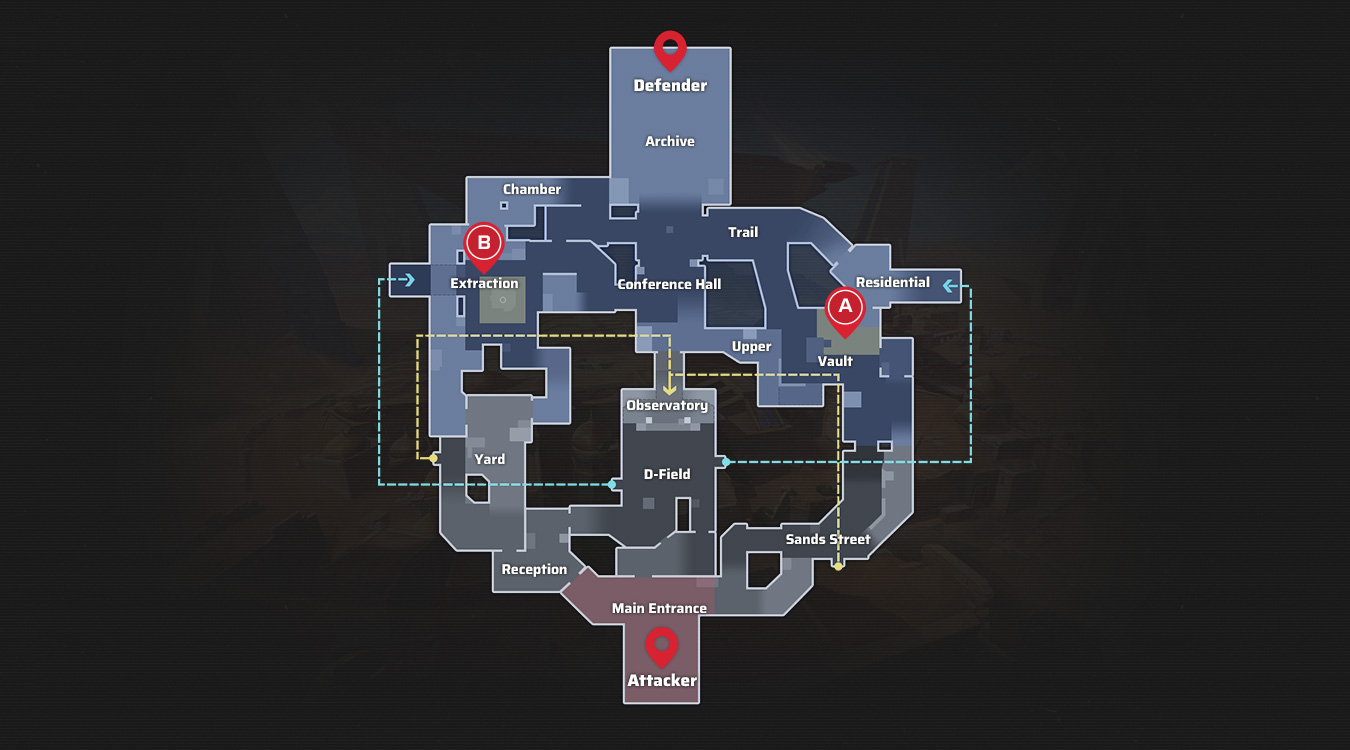 Defender
Archive
Chamber
Trail
B
Extraction
Conference Hall
Residential
A
Upper
Vault
Observatory
Yard
D-Field
Sands Street
Reception
Main Entrance
Attacker